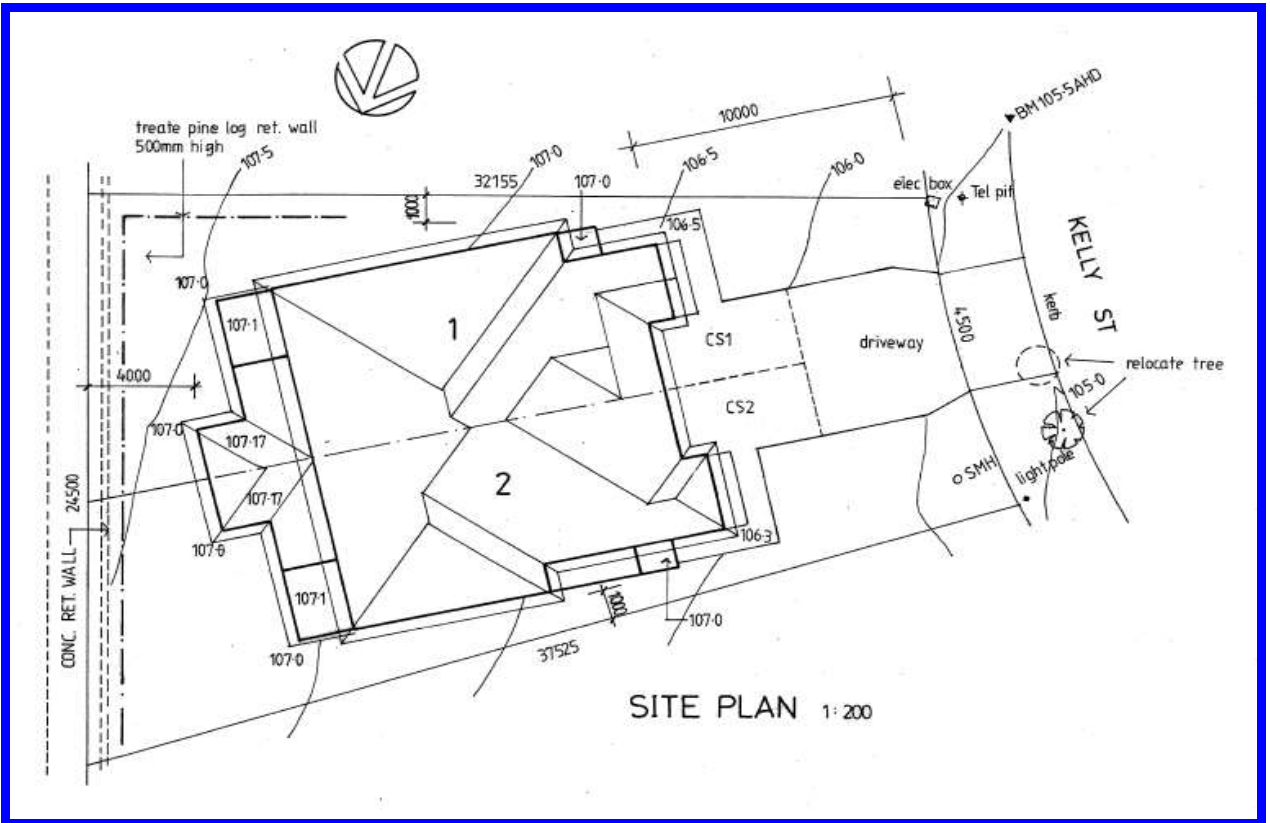 BM 105·5 AHD
10000
treate pine log ret. wall
500mm high
107·5
107·0
106·5
106·0
32155
107·0
elec box
Tel pit
1000
106·5
KELLY ST
107·0
107·1
1
CS1
driveway
4500
kerb
relocate tree
4000
105·0
CS2
107·0
107·17
2
SMH
light pole
107·17
24500
106·3
107·0
CONC. RET. WALL
107·1
1000
107·0
107·0
37525
SITE PLAN 1:200